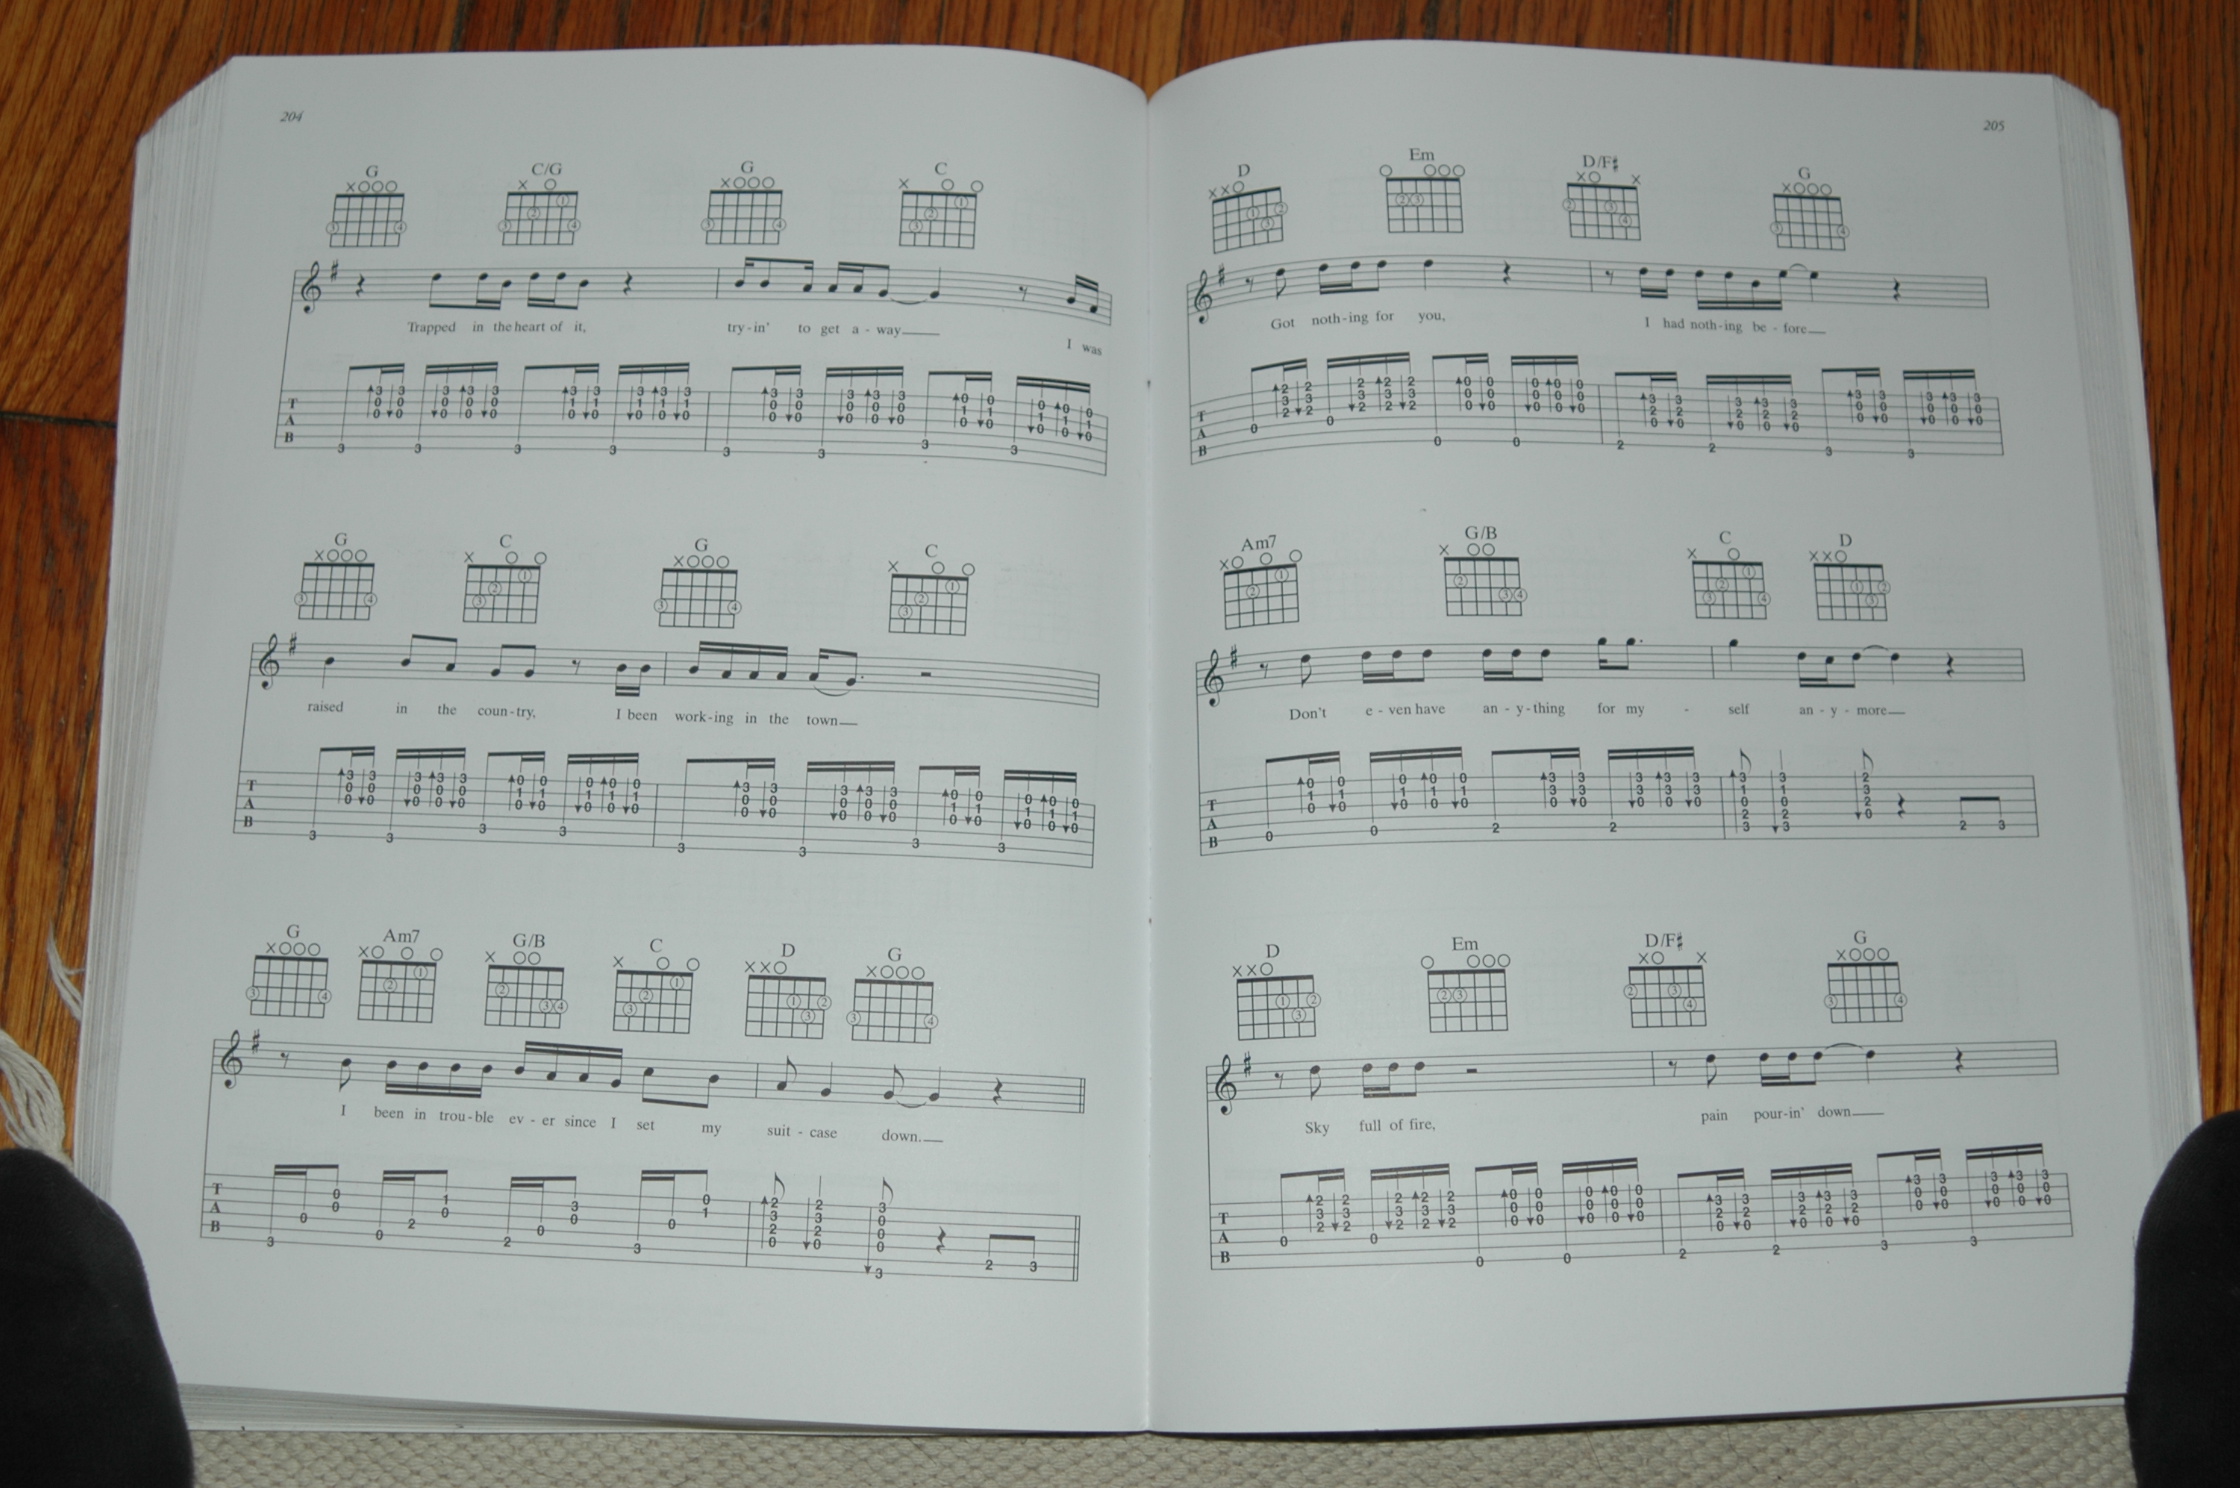 204
G C/G G C
Trapped in the heart of it, try - in' to get a - way I was
T
A
B
G C G C
raised in the coun - try, I been work - ing in the town
T
A
B
G Am7 G/B C D G
I been in trou - ble ev - er since I set my suit - case down.
T
A
B
205
D Em D/F# G
Got noth - ing for you, I had noth - ing be - fore
T
A
B
Am7 G/B C D
Don't e - ven have an - y - thing for my - self an - y - more
T
A
B
D Em D/F# G
Sky full of fire, pain pour - in' down
T
A
B